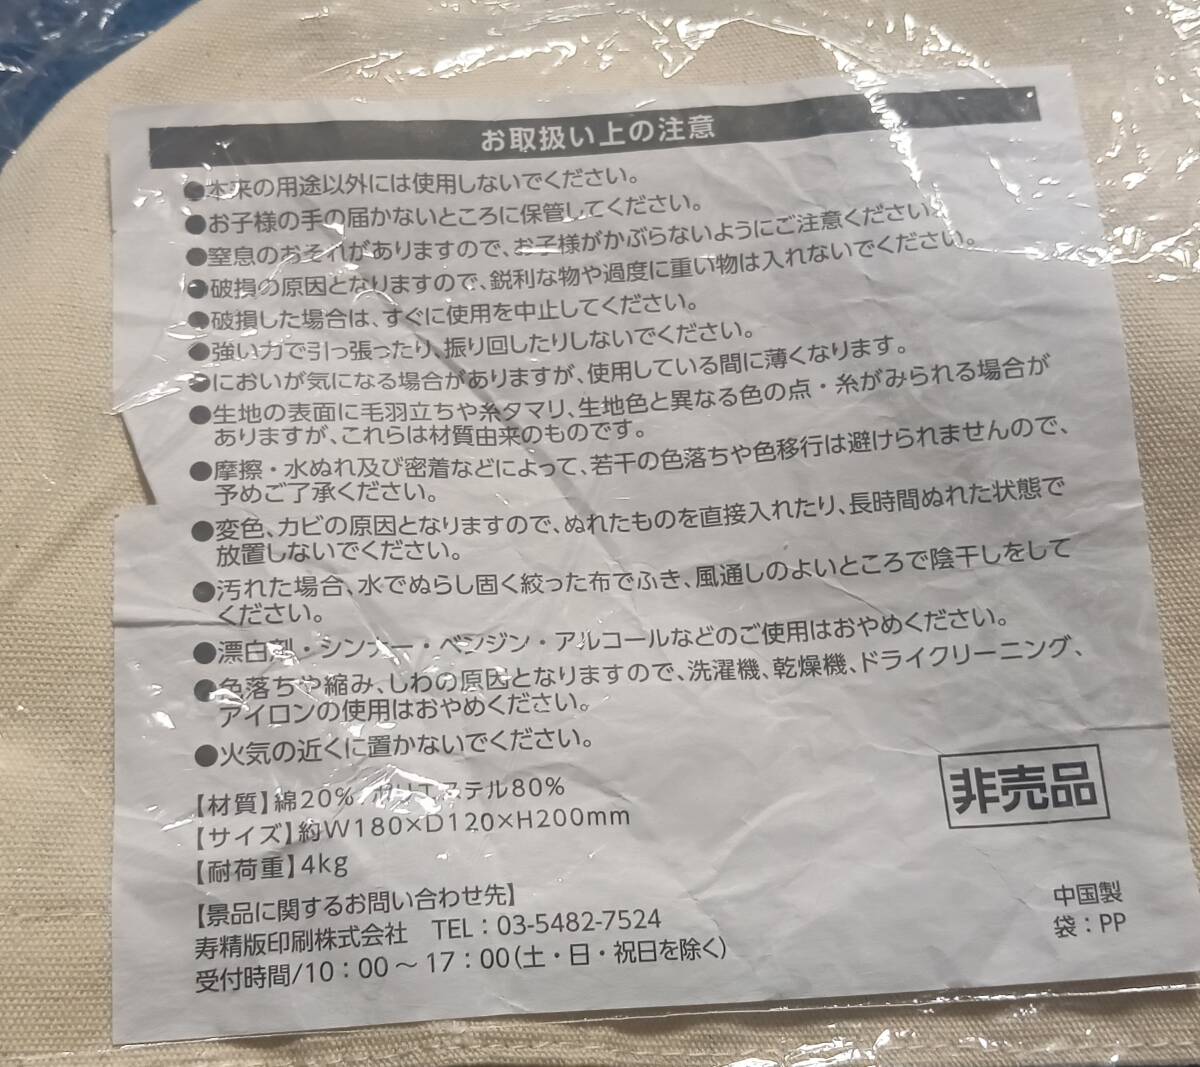 お取扱い上の注意
●本来の用途以外には使用しないでください。
●お子様の手の届かないところに保管してください。
●窒息のおそれがありますので、お子様がかぶらないようにご注意ください。
●破損の原因となりますので、鋭利な物や過度に重い物は入れないでください。
●破損した場合は、すぐに使用を中止してください。
●強い力で引っ張ったり、振り回したりしないでください。
●においが気になる場合がありますが、使用している間に薄くなります。
●生地の表面に毛羽立ちや糸タマリ、生地色と異なる色の点・糸がみられる場合が
ありますが、これらは材質由来のものです。
●摩擦・水ぬれ及び密着などによって、若干の色落ちや色移行は避けられませんので、
予めご了承ください。
●変色、カビの原因となりますので、ぬれたものを直接入れたり、長時間ぬれた状態で
放置しないでください。
●汚れた場合、水でぬらし固く絞った布でふき、風通しのよいところで陰干しをして
ください。
●漂白剤・シンナー・ベンジン・アルコールなどのご使用はおやめください。
●色落ちや縮み、しわの原因となりますので、洗濯機、乾燥機、ドライクリーニング、
アイロンの使用はおやめください。
●火気の近くに置かないでください。
【材質】綿20% ポリエステル80%
【サイズ】約W180×D120×H200mm
【耐荷重】4kg
【景品に関するお問い合わせ先】
寿精版印刷株式会社 TEL：03-5482-7524
受付時間/10：00～17：00(土・日・祝日を除く)
非売品
中国製
袋：PP